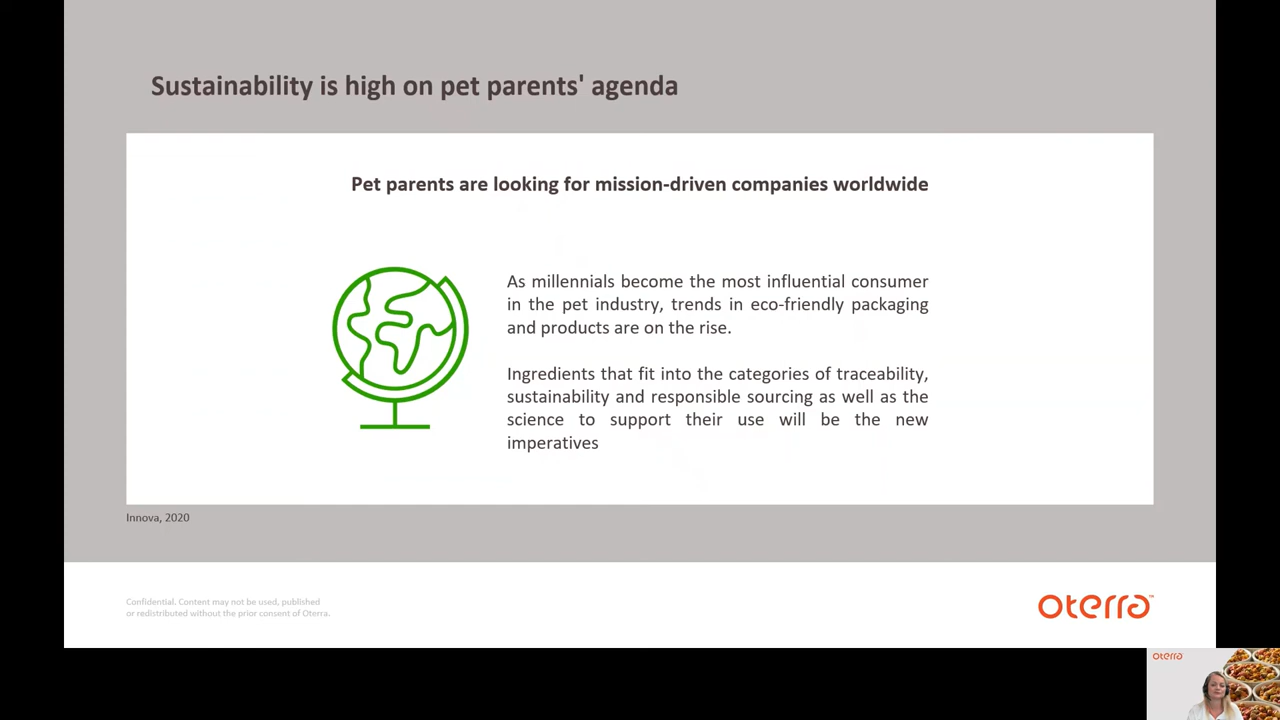 Sustainability is high on pet parents' agenda
Pet parents are looking for mission-driven companies worldwide
As millennials become the most influential consumer
in the pet industry, trends in eco-friendly packaging
and products are on the rise.
Ingredients that fit into the categories of traceability,
sustainability and responsible sourcing as well as the
science to support their use will be the new
imperatives
Innova, 2020
Confidential. Content may not be used, published
or redistributed without the prior consent of Oterra.
oterra™
oterra